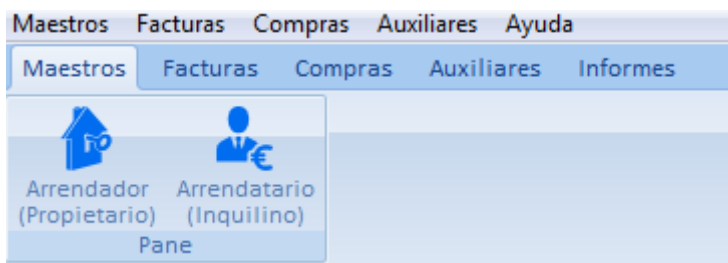 Maestros Facturas Compras Auxiliares Ayuda
Maestros Facturas Compras Auxiliares Informes
Arrendador Arrendatario
(Propietario) (Inquilino)
Pane